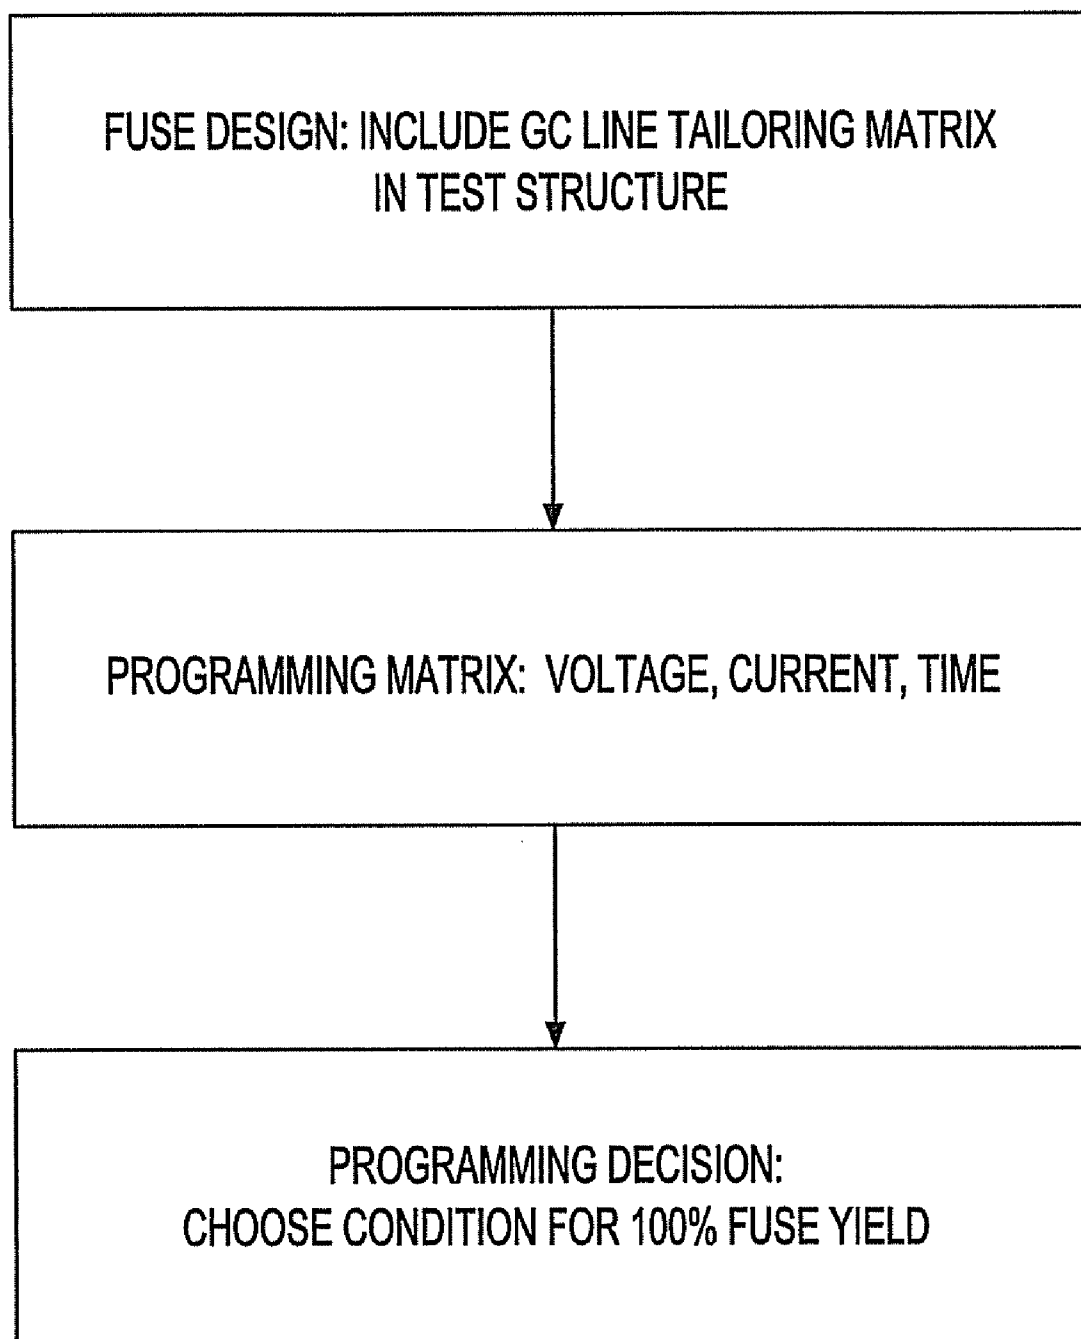 FUSE DESIGN: INCLUDE GC LINE TAILORING MATRIX
IN TEST STRUCTURE
PROGRAMMING MATRIX: VOLTAGE, CURRENT, TIME
PROGRAMMING DECISION:
CHOOSE CONDITION FOR 100% FUSE YIELD